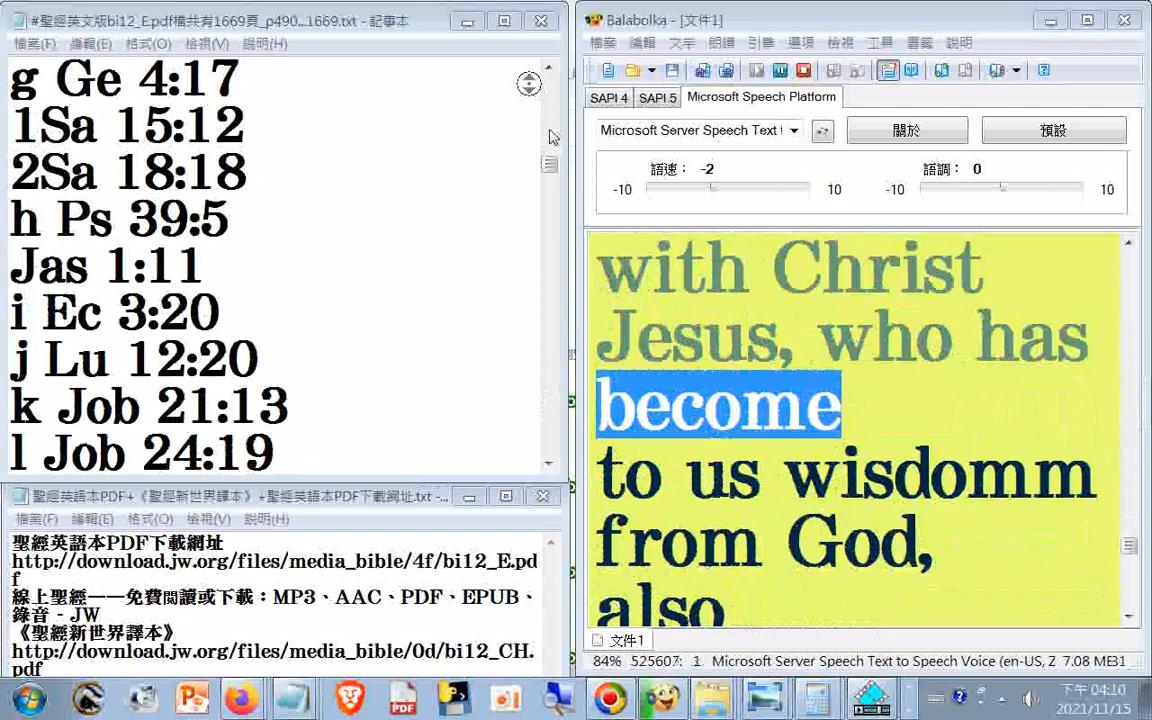 #聖經英文版bi12_E.pdf檔共有1669頁_p490...1669.txt - 記事本
檔案(F) 編輯(E) 格式(O) 檢視(V) 說明(H)
g Ge 4:17
1Sa 15:12
2Sa 18:18
h Ps 39:5
Jas 1:11
i Ec 3:20
j Lu 12:20
k Job 21:13
l Job 24:19
聖經英語本PDF+《聖經新世界譯本》+聖經英語本PDF下載網址.txt - ...
檔案(F) 編輯(E) 格式(O) 檢視(V) 說明(H)
聖經英語本PDF下載網址
http://download.jw.org/files/media_bible/4f/bi12_E.pd
f
線上聖經——免費閱讀或下載：MP3、AAC、PDF、EPUB、
錄音 - JW
《聖經新世界譯本》
http://download.jw.org/files/media_bible/0d/bi12_CH.
pdf
Balabolka - [文件1]
檔案 編輯 文字 朗讀 引擎 選項 檢視 工具 書籤 說明
SAPI 4 SAPI 5 Microsoft Speech Platform
Microsoft Server Speech Text 關於 預設
語速： -2 語調： 0
-10 10 -10 10
with Christ
Jesus, who has
become
to us wisdomm
from God,
also
文件1
84% 525607: 1 Microsoft Server Speech Text to Speech Voice (en-US, Z 7.08 MB31
PDF
下午 04:10
2021/11/15